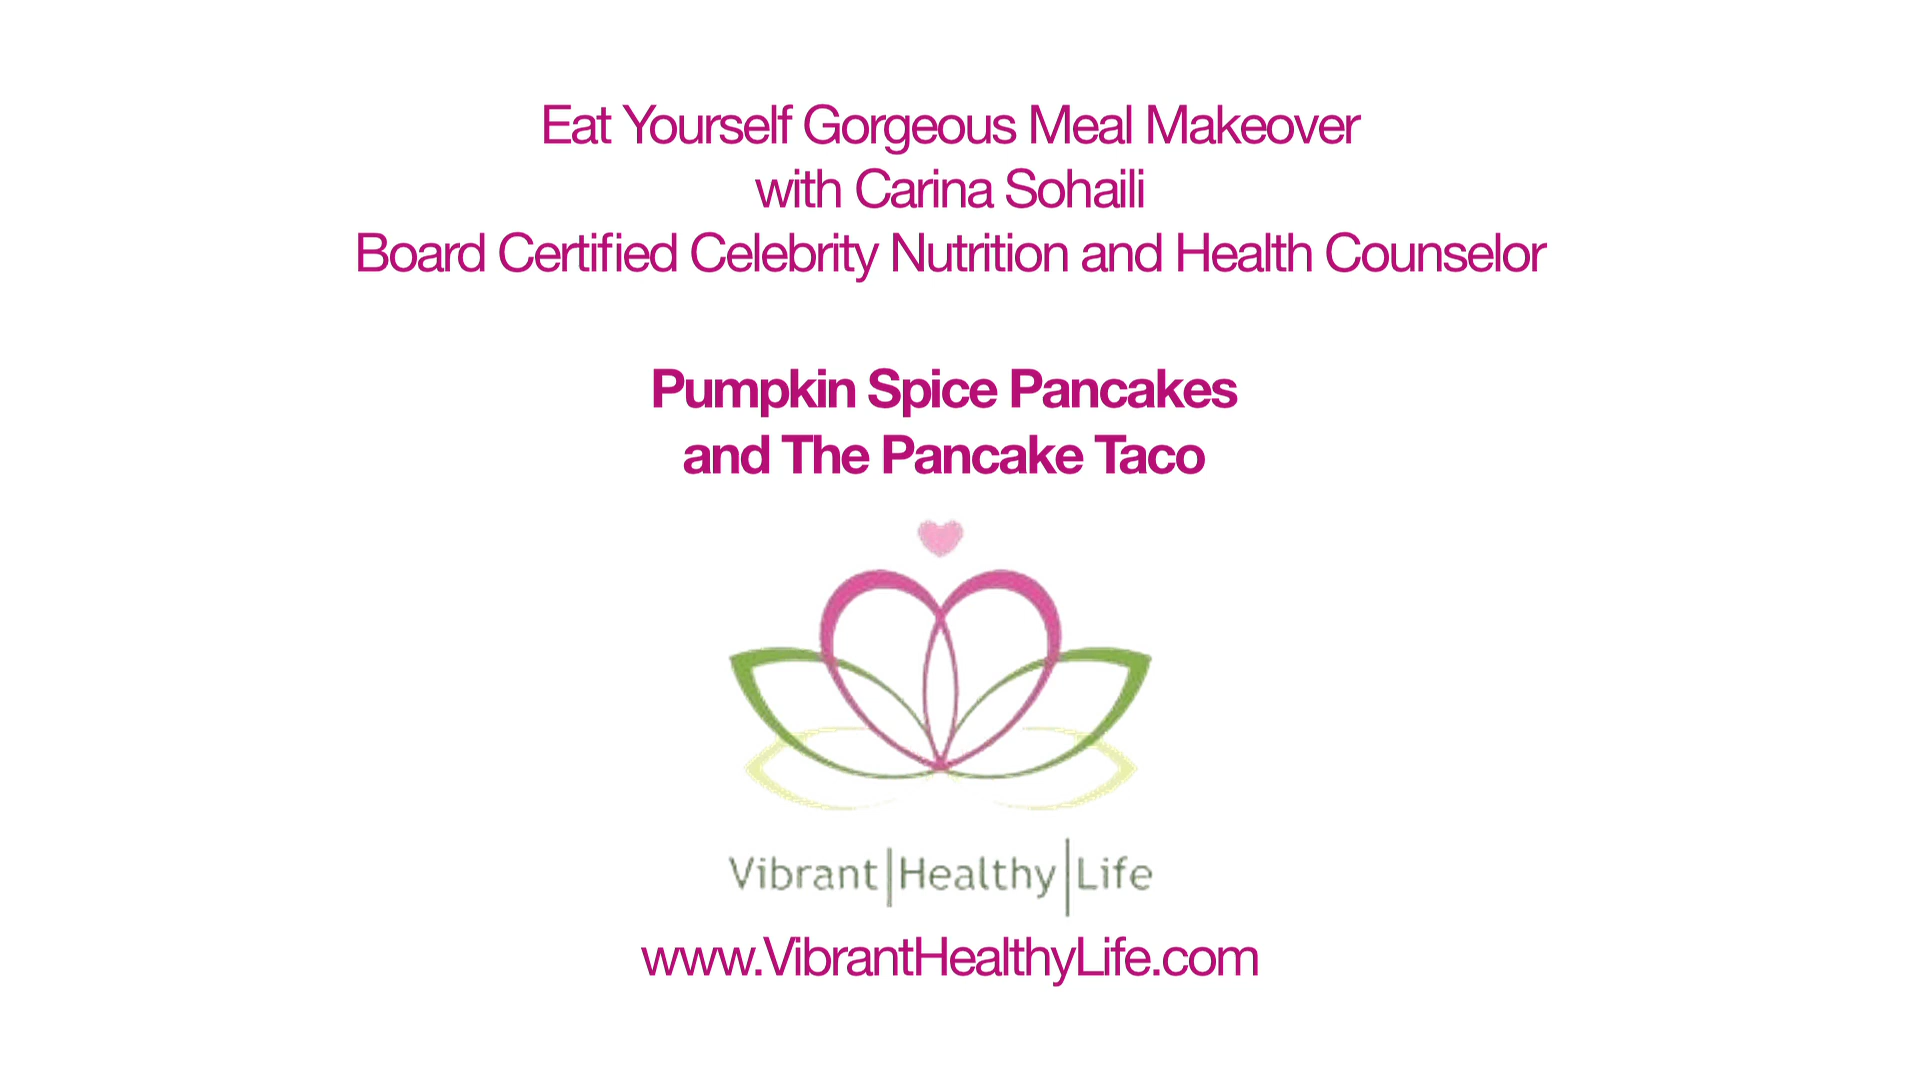 Eat Yourself Gorgeous Meal Makeover
with Carina Sohaili
Board Certified Celebrity Nutrition and Health Counselor
Pumpkin Spice Pancakes
and The Pancake Taco
Vibrant|Healthy|Life
www.VibrantHealthyLife.com